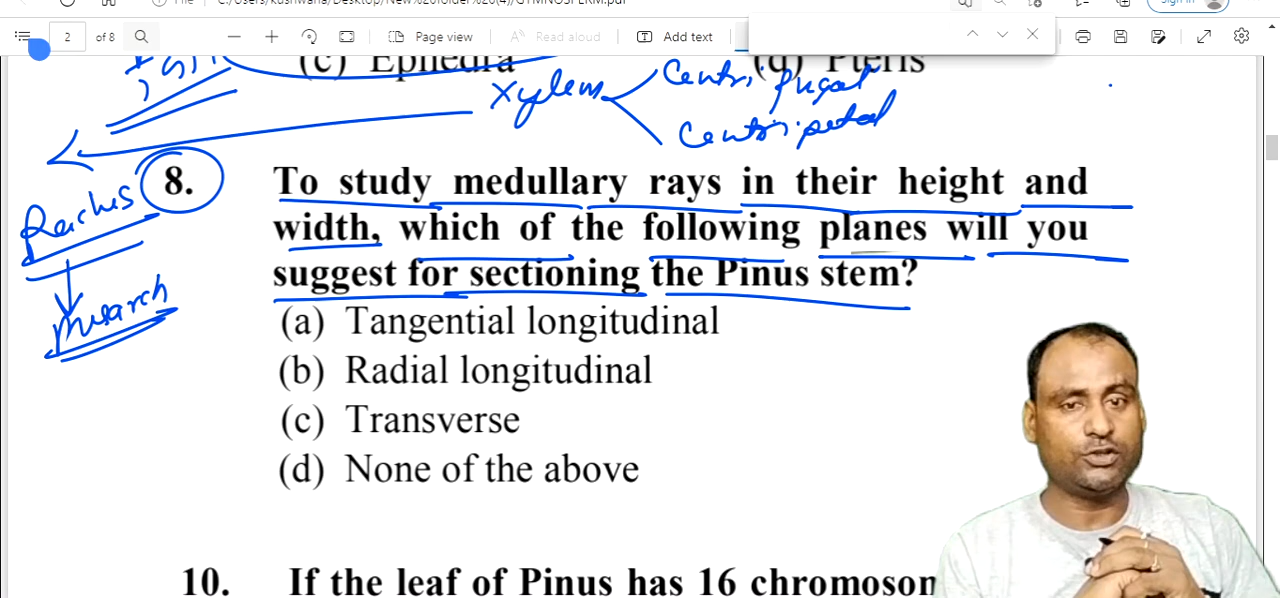 2 of 8 Page view Read aloud Add text
(c) Ephedra (d) Pteris
Xylem Centrifugal
Centripetal
8. To study medullary rays in their height and
width, which of the following planes will you
suggest for sectioning the Pinus stem?
(a) Tangential longitudinal
(b) Radial longitudinal
(c) Transverse
(d) None of the above
10. If the leaf of Pinus has 16 chromoson